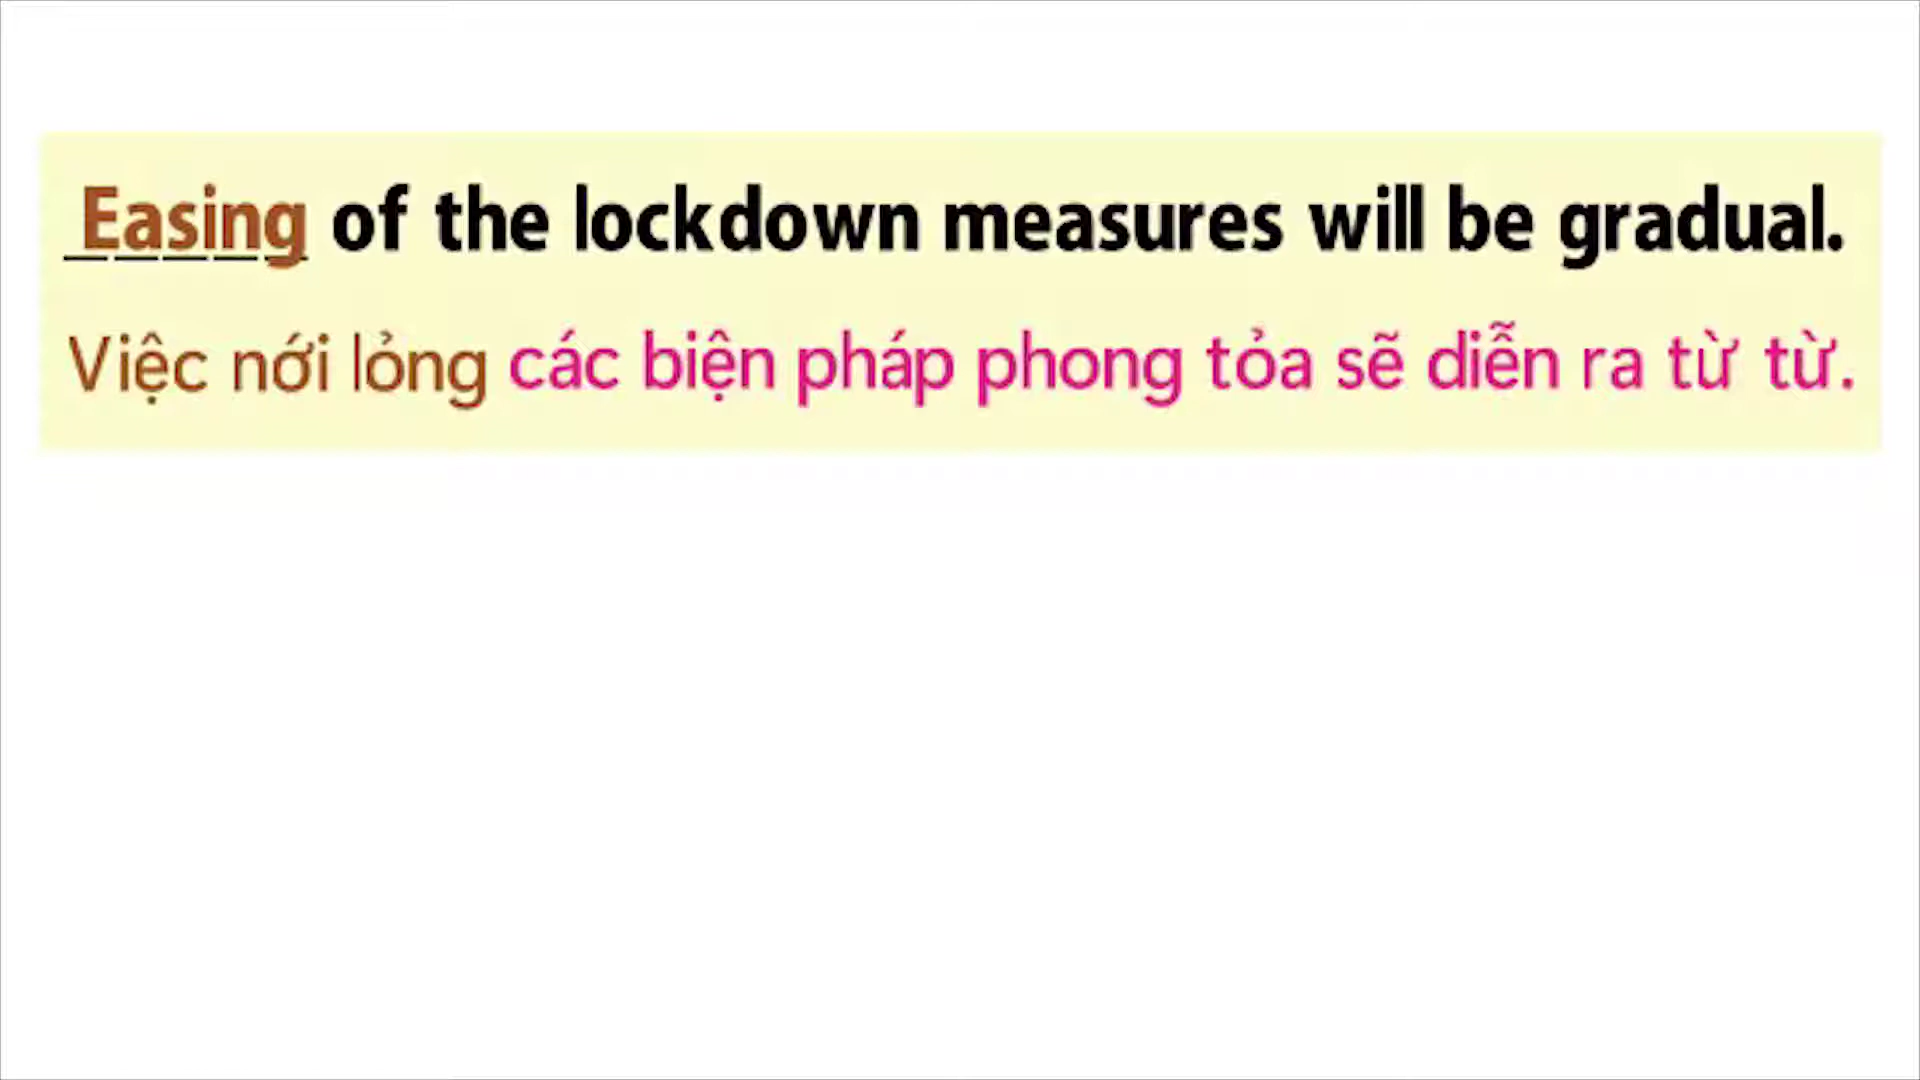 Easing of the lockdown measures will be gradual.
Việc nới lỏng các biện pháp phong tỏa sẽ diễn ra từ từ.